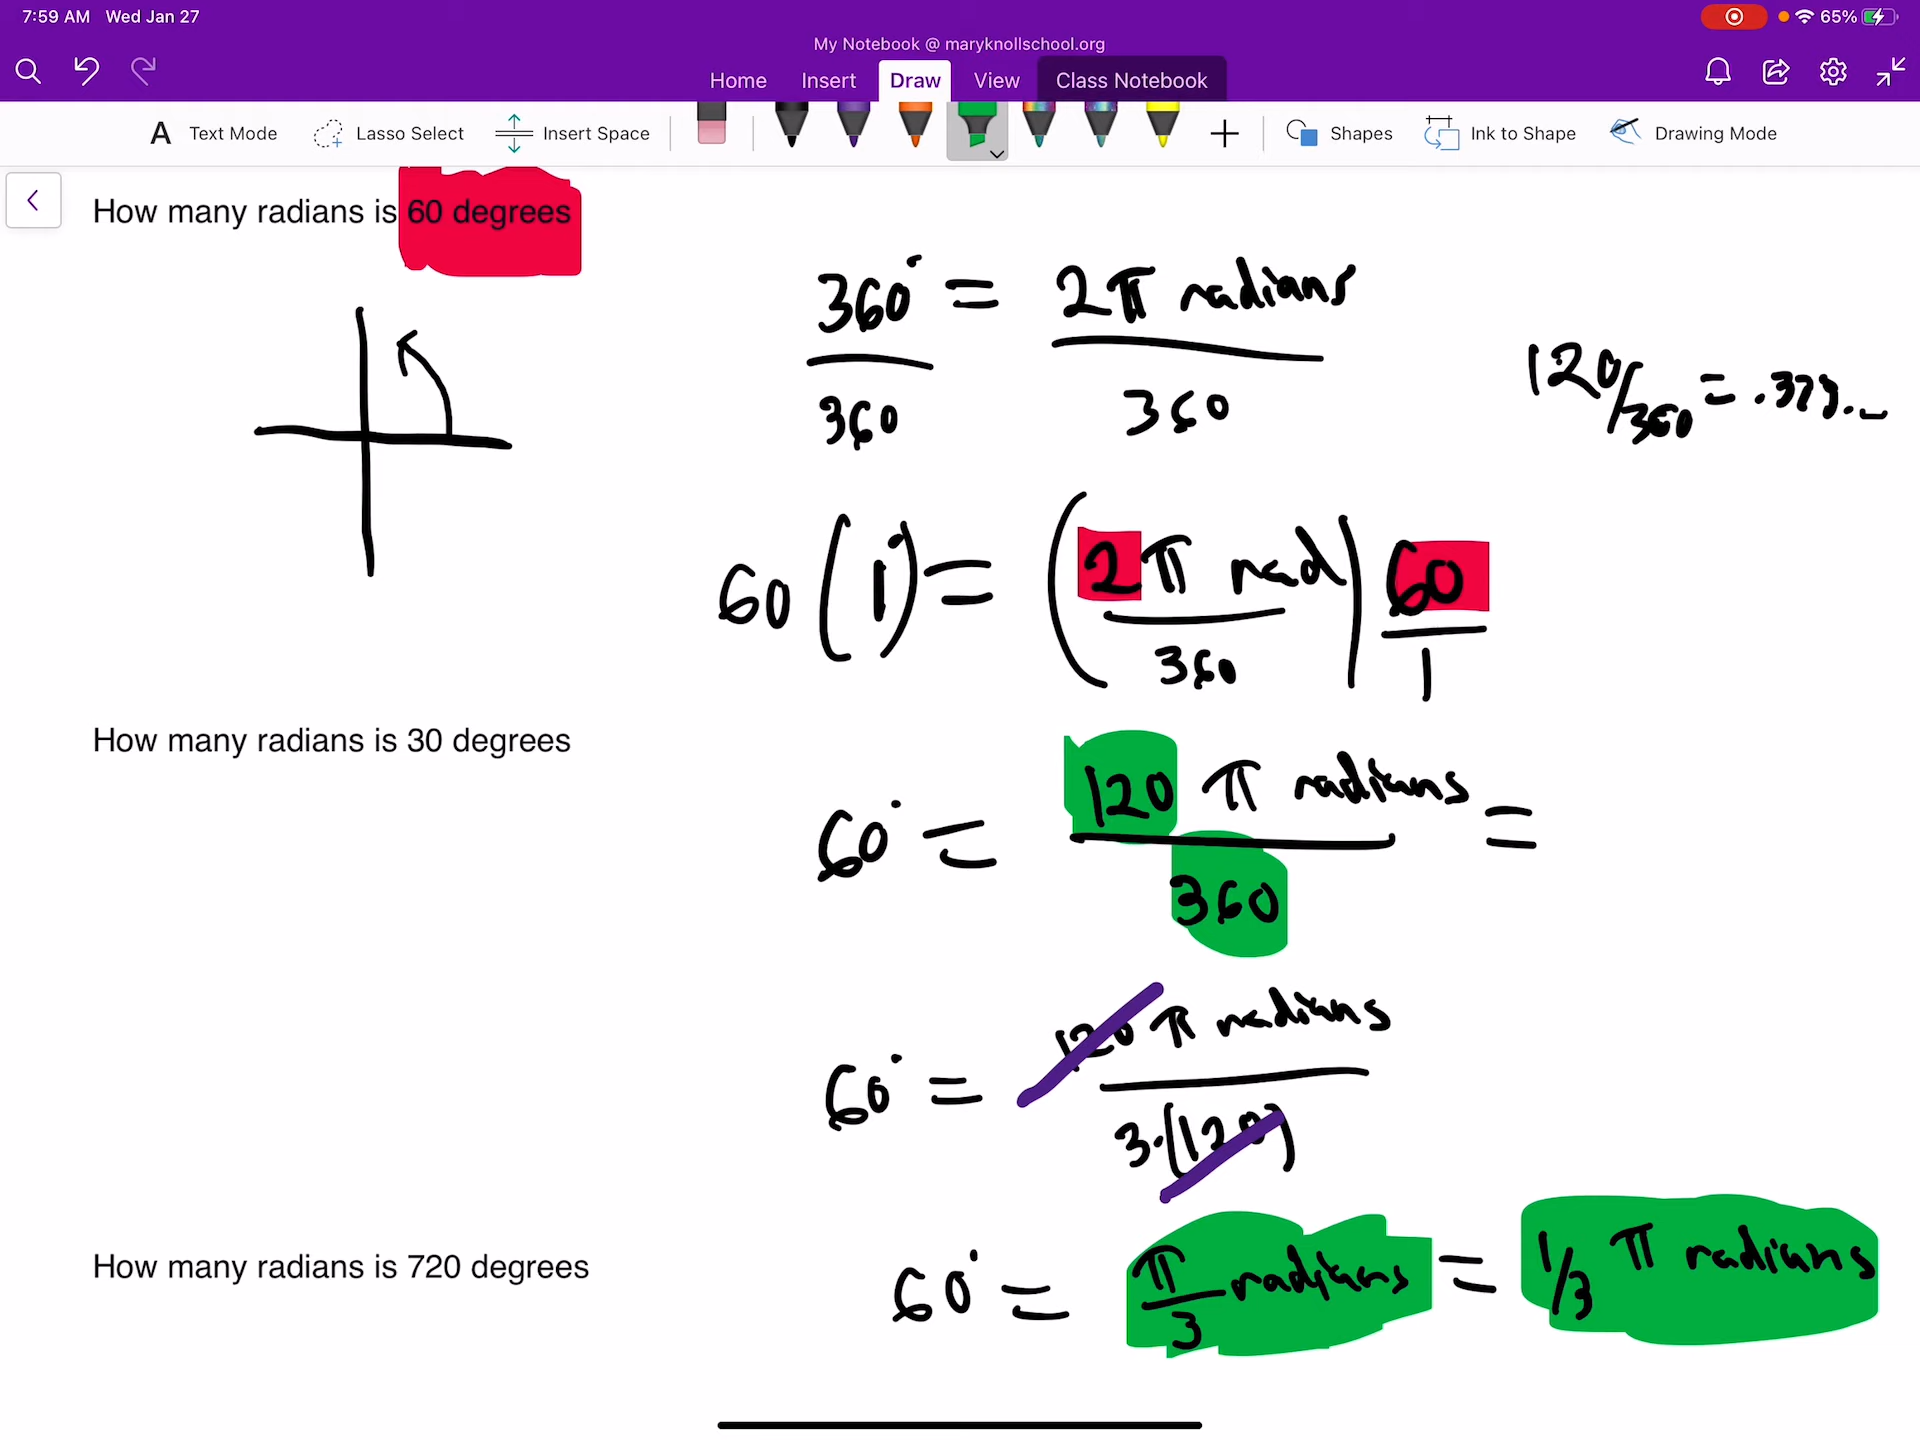 7:59 AM Wed Jan 27
65%
My Notebook @ maryknollschool.org
Home Insert Draw View Class Notebook
A Text Mode Lasso Select Insert Space Shapes Ink to Shape Drawing Mode
How many radians is 60 degrees
360° = 2π radians
360 360
120/360 =
60 (1°) = (2π rad) 60
360 1
How many radians is 30 degrees
60° = 120 π radians =
360
60° = 120 π radians
3·(120)
How many radians is 720 degrees
60° = π/3 radians = 1/3 π radians